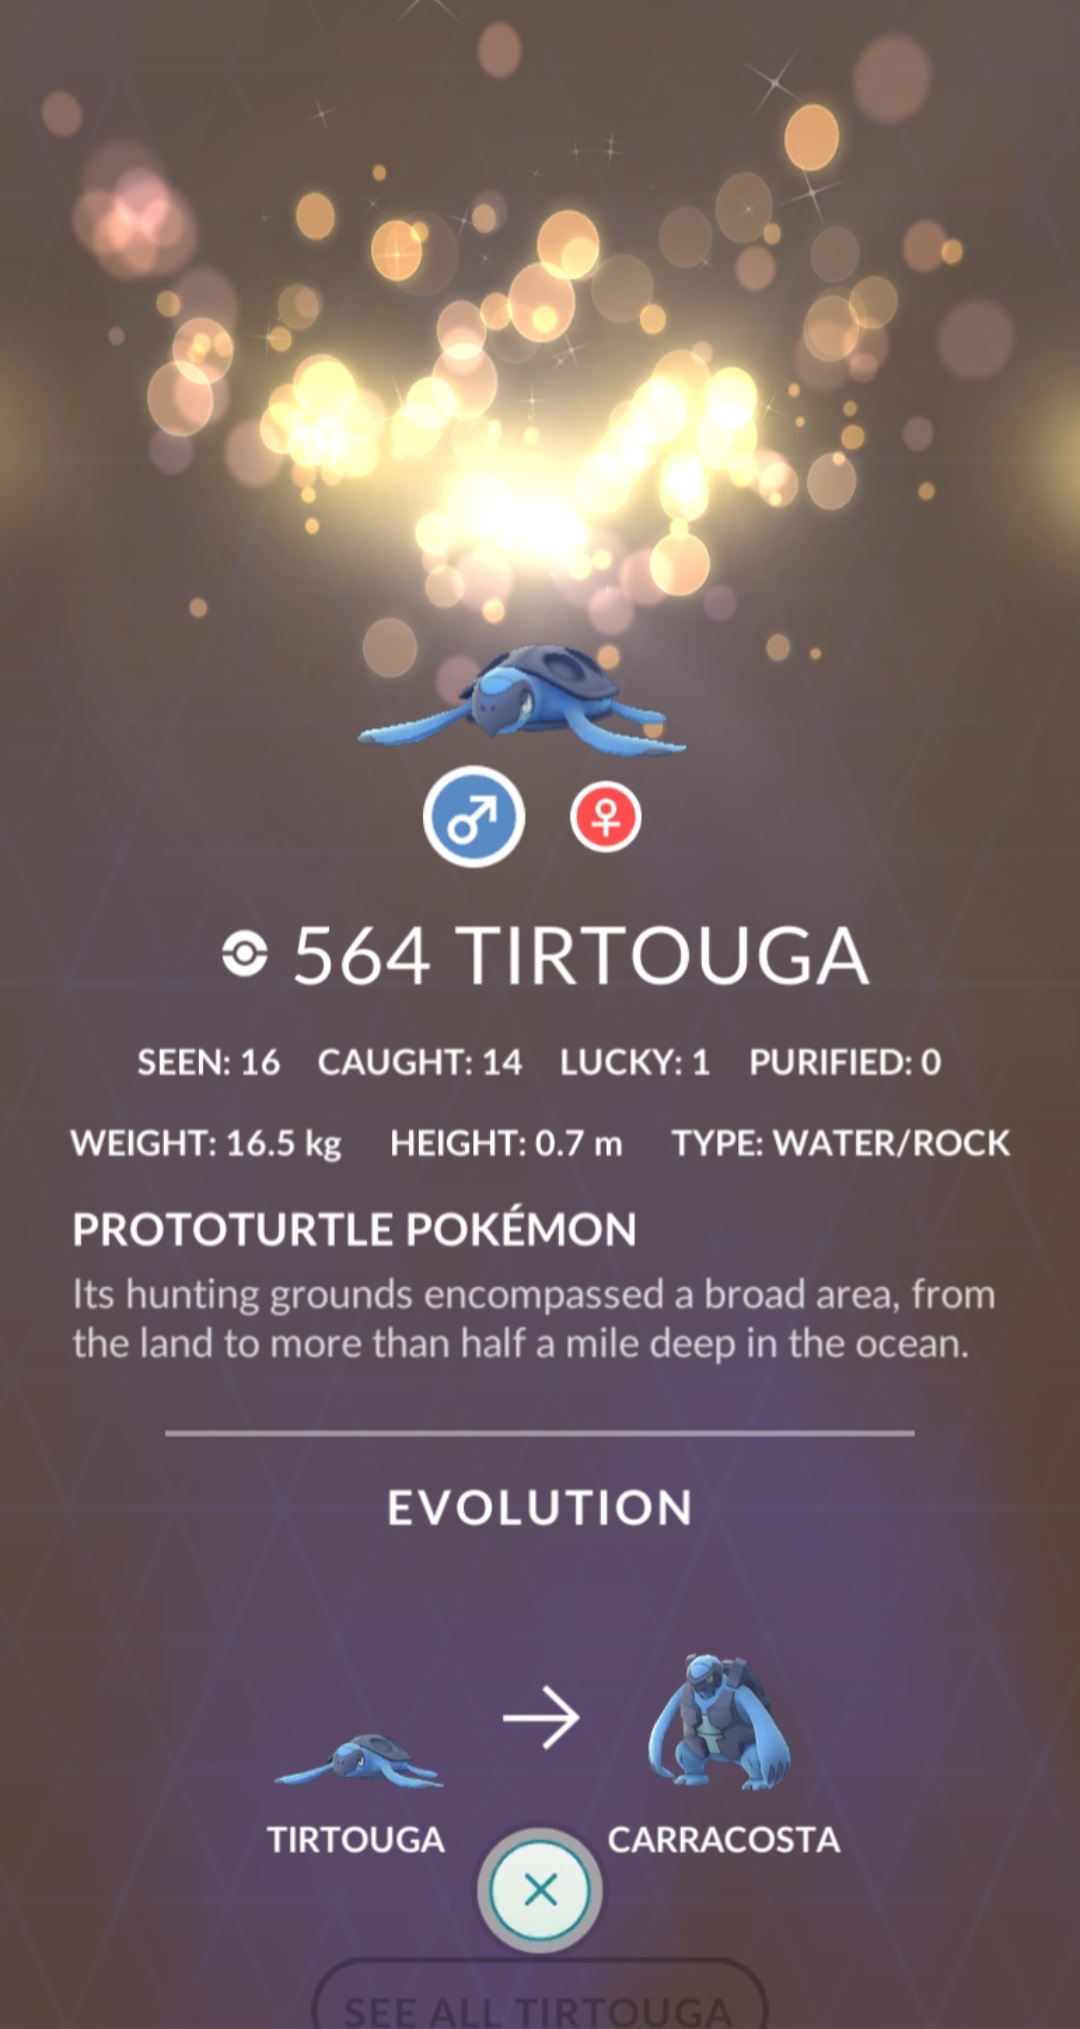 564 TIRTOUGA
SEEN: 16 CAUGHT: 14 LUCKY: 1 PURIFIED: 0
WEIGHT: 16.5 kg HEIGHT: 0.7 m TYPE: WATER/ROCK
PROTOTURTLE POKÉMON
Its hunting grounds encompassed a broad area, from
the land to more than half a mile deep in the ocean.
EVOLUTION
TIRTOUGA CARRACOSTA
SEE ALL TIRTOUGA